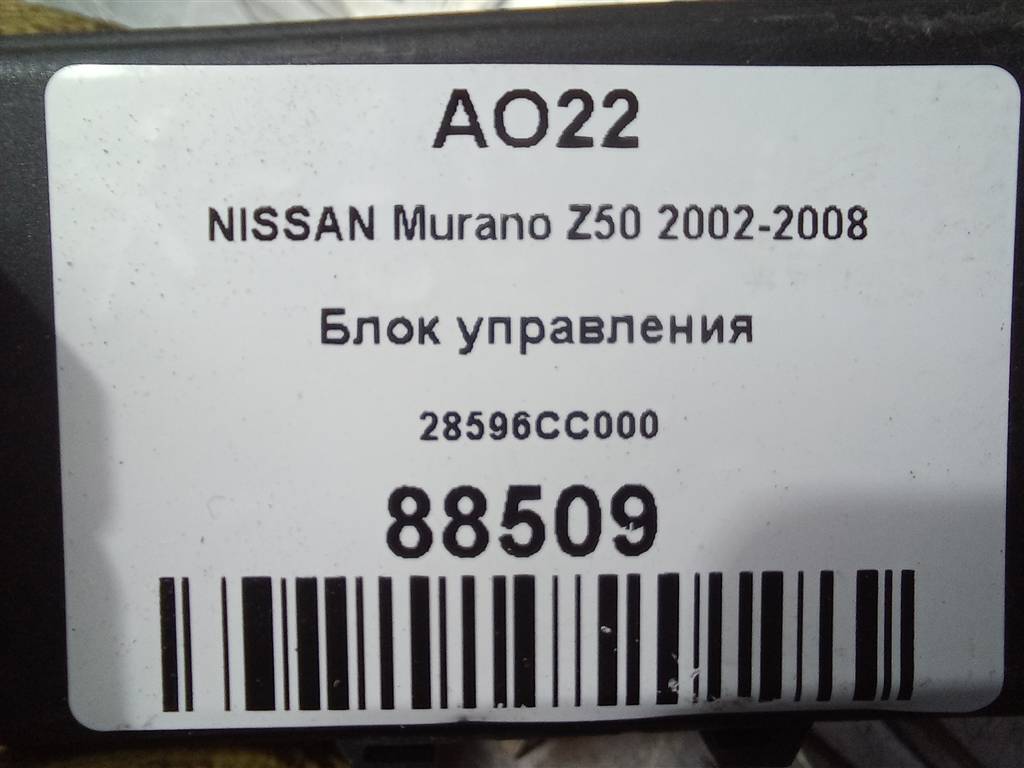 AO22
NISSAN Murano Z50 2002-2008
Блок управления
28596CC000
88509